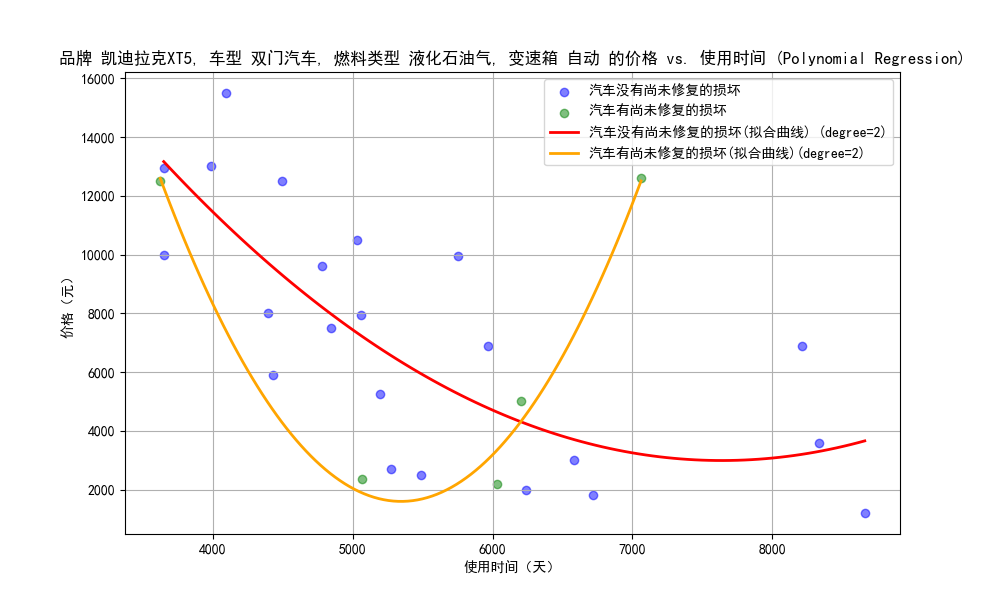 品牌 凯迪拉克XT5, 车型 双门汽车, 燃料类型 液化石油气, 变速箱 自动 的价格 vs. 使用时间 (Polynomial Regression)
汽车没有尚未修复的损坏
汽车有尚未修复的损坏
汽车没有尚未修复的损坏(拟合曲线) (degree=2)
汽车有尚未修复的损坏(拟合曲线)(degree=2)
价格（元）
16000
14000
12000
10000
8000
6000
4000
2000
4000 5000 6000 7000 8000
使用时间（天）